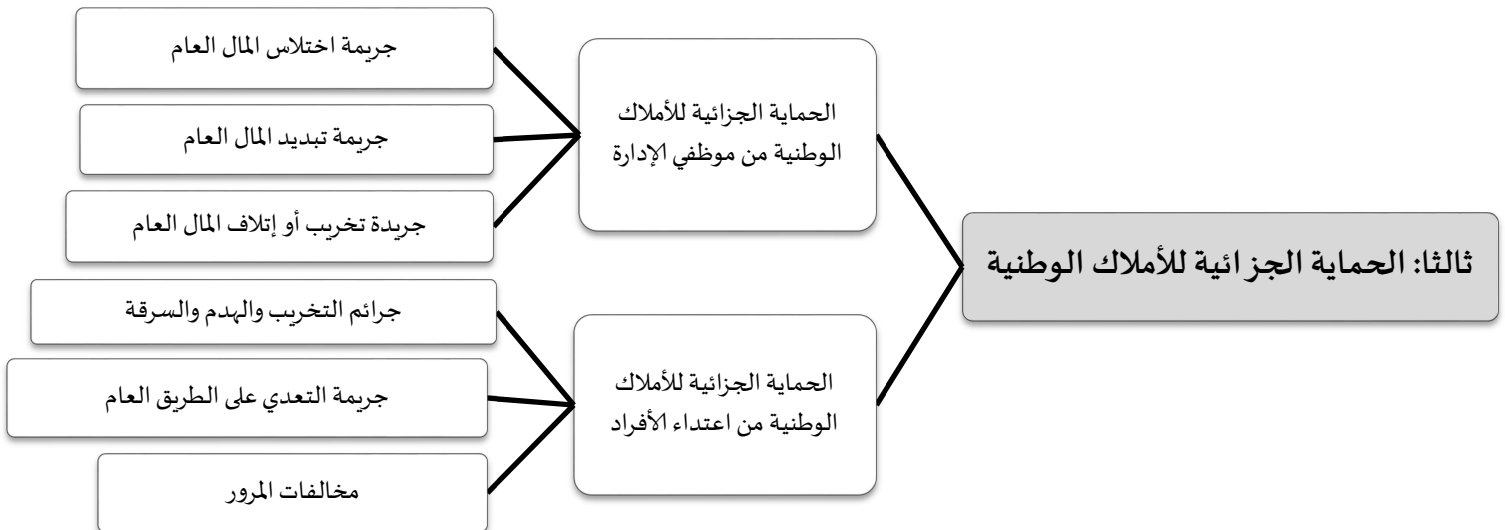 ثالثا: الحماية الجزائية للأملاك الوطنية
الحماية الجزائية للأملاك
الوطنية من موظفي الإدارة
جريمة اختلاس المال العام
جريمة تبديد المال العام
جريدة تخريب أو إتلاف المال العام
الحماية الجزائية للأملاك
الوطنية من اعتداء الأفراد
جرائم التخريب والهدم والسرقة
جريمة التعدي على الطريق العام
مخالفات المرور